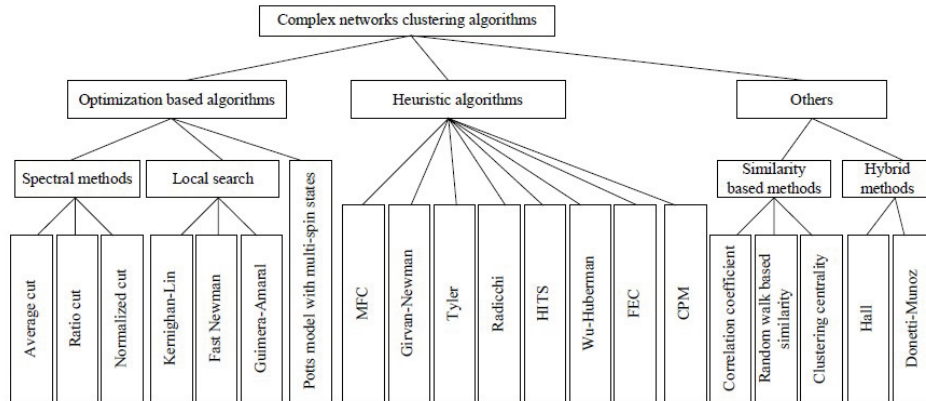 Complex networks clustering algorithms
Optimization based algorithms
Heuristic algorithms
Others
Spectral methods
Local search
Potts model with multi-spin states
Similarity
based methods
Hybrid
methods
Average cut
Ratio cut
Normalized cut
Kernighan-Lin
Fast Newman
Guimera-Amaral
MFC
Girvan-Newman
Tyler
Radicchi
HITS
Wu-Huberman
FEC
CPM
Correlation coefficient
Random walk based
similarity
Clustering centrality
Hall
Donetti-Munoz